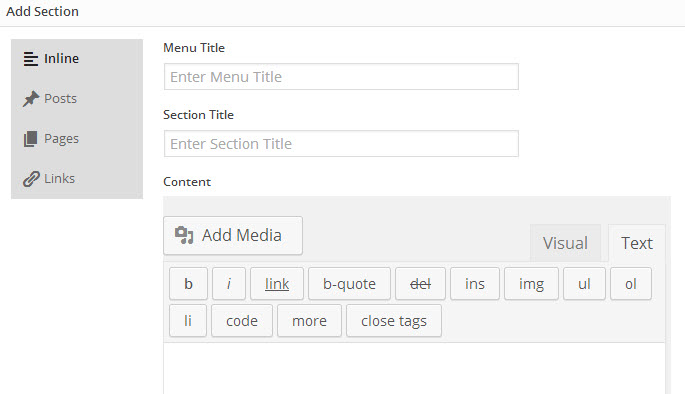 Add Section
Inline
Posts
Pages
Links
Menu Title
Enter Menu Title
Section Title
Enter Section Title
Content
Add Media
Visual Text
b i link b-quote del ins img ul ol
li code more close tags